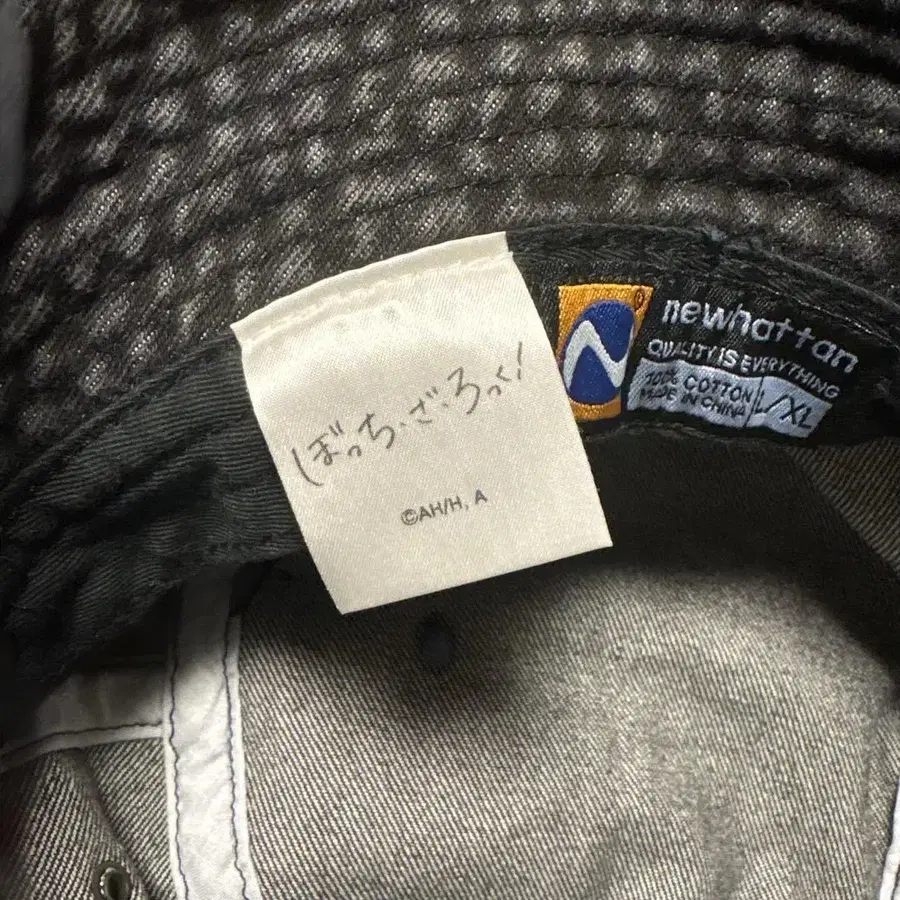 ぼっち・ざ・ろっく!
©AH/H, A
N
®
newhattan
QUALITY IS EVERYTHING
100% COTTON
MADE IN CHINA
L/XL